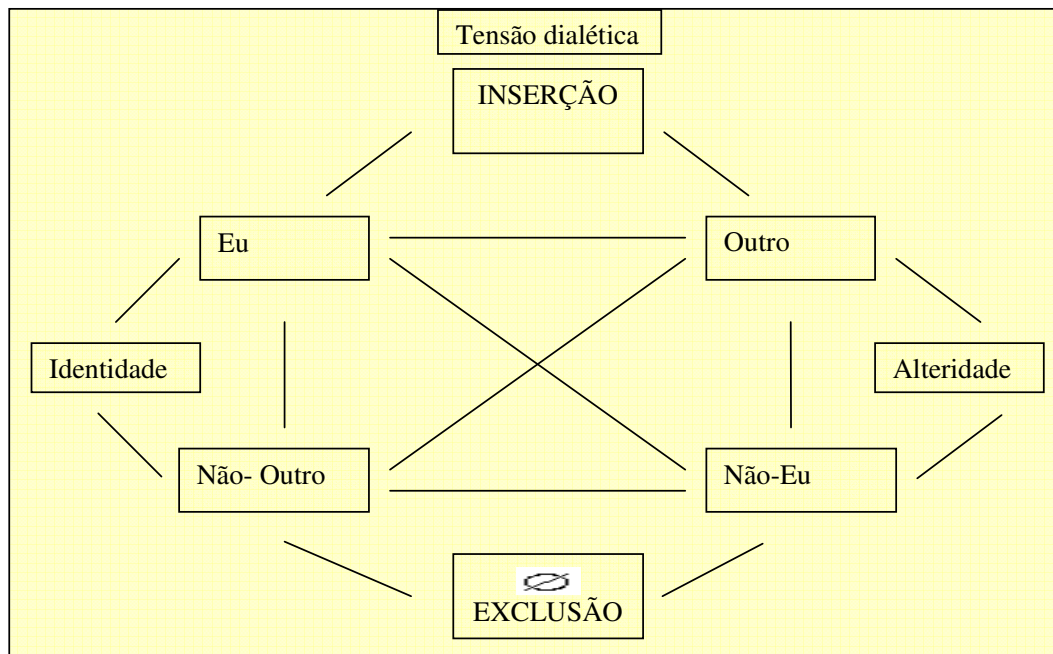 Tensão dialética
INSERÇÃO
Eu
Outro
Identidade
Alteridade
Não- Outro
Não-Eu
EXCLUSÃO